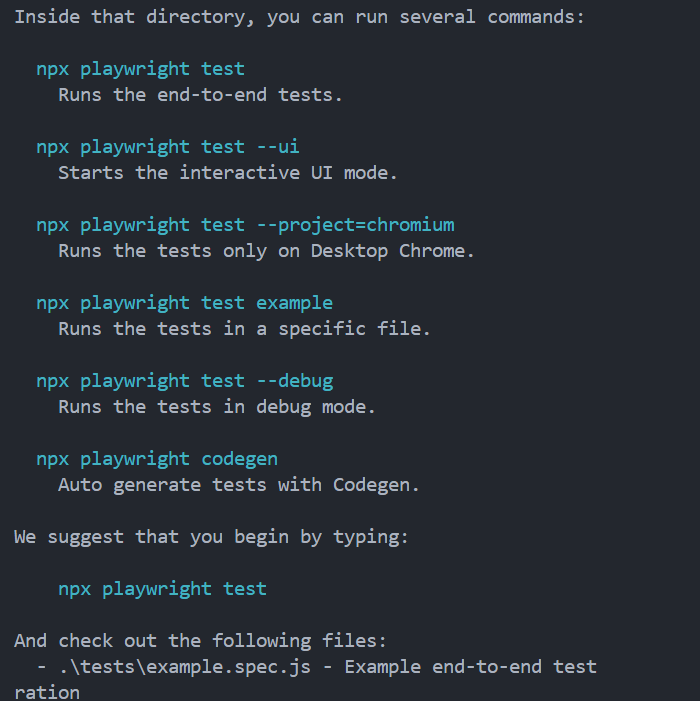 Inside that directory, you can run several commands:
npx playwright test
Runs the end-to-end tests.
npx playwright test --ui
Starts the interactive UI mode.
npx playwright test --project=chromium
Runs the tests only on Desktop Chrome.
npx playwright test example
Runs the tests in a specific file.
npx playwright test --debug
Runs the tests in debug mode.
npx playwright codegen
Auto generate tests with Codegen.
We suggest that you begin by typing:
npx playwright test
And check out the following files:
- .\tests\example.spec.js - Example end-to-end test
ration